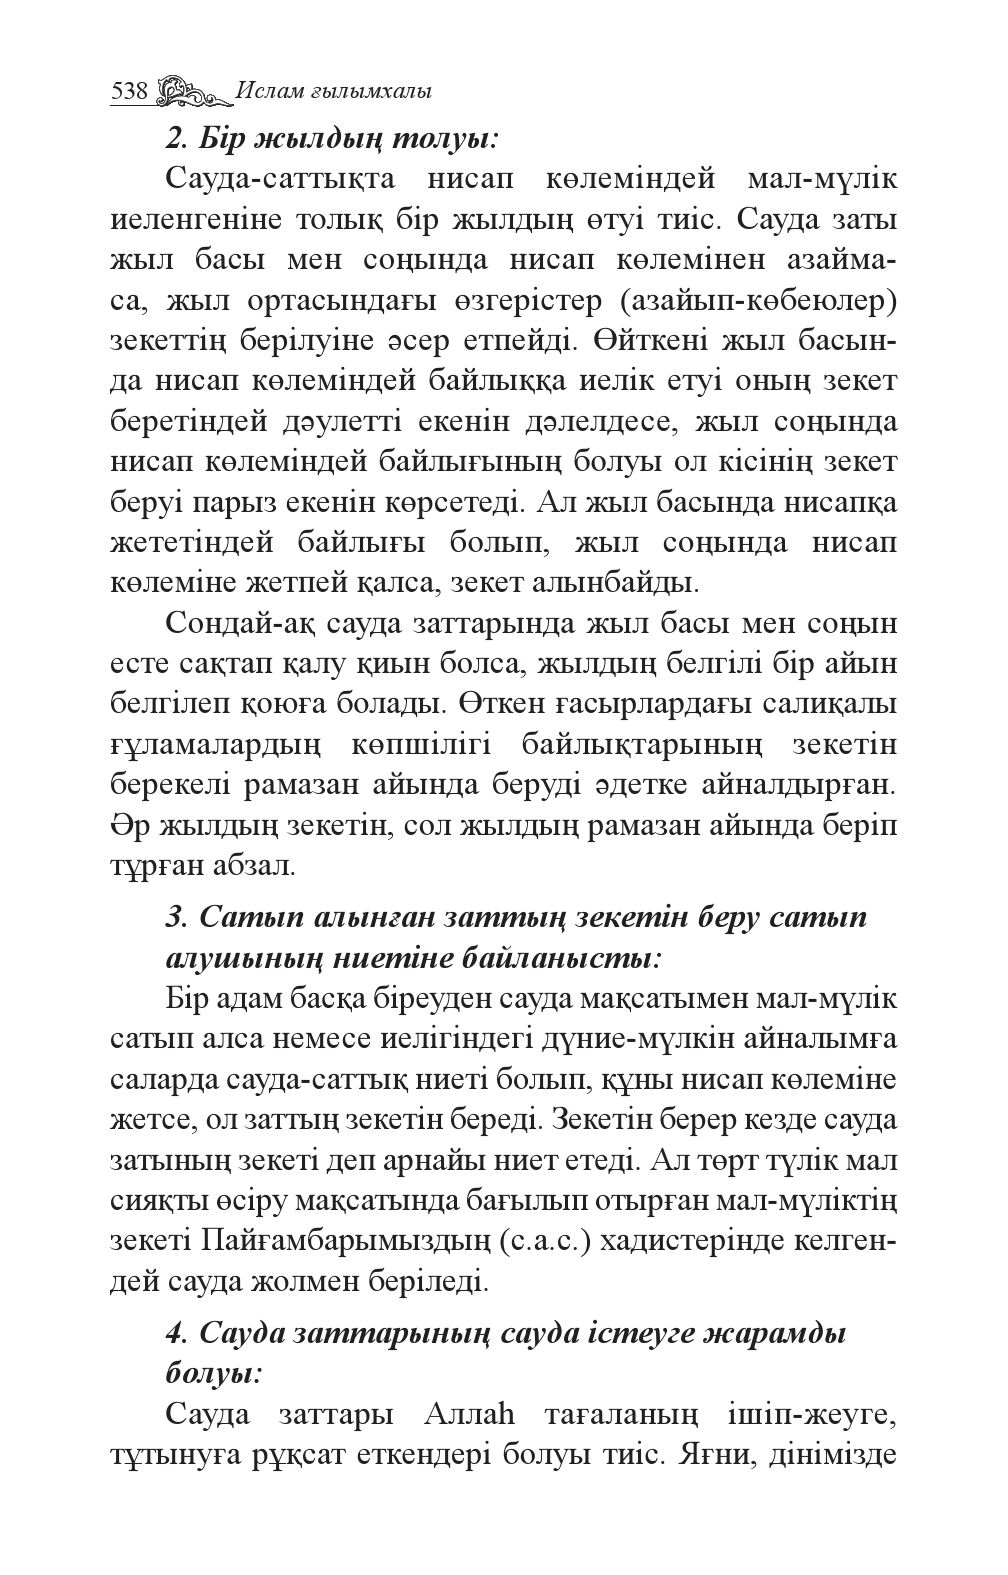 538 Ислам ғылымхалы
2. Бір жылдың толуы:
Сауда-саттықта нисап көлеміндей мал-мүлік
иеленгеніне толық бір жылдың өтуі тиіс. Сауда заты
жыл басы мен соңында нисап көлемінен азайма-
са, жыл ортасындағы өзгерістер (азайып-көбеюлер)
зекеттің берілуіне әсер етпейді. Өйткені жыл басын-
да нисап көлеміндей байлыққа иелік етуі оның зекет
беретіндей дәулетті екенін дәлелдесе, жыл соңында
нисап көлеміндей байлығының болуы ол кісінің зекет
беруі парыз екенін көрсетеді. Ал жыл басында нисапқа
жететіндей байлығы болып, жыл соңында нисап
көлеміне жетпей қалса, зекет алынбайды.
Сондай-ақ сауда заттарында жыл басы мен соңын
есте сақтап қалу қиын болса, жылдың белгілі бір айын
белгілеп қоюға болады. Өткен ғасырлардағы салиқалы
ғұламалардың көпшілігі байлықтарының зекетін
берекелі рамазан айында беруді әдетке айналдырған.
Әр жылдың зекетін, сол жылдың рамазан айында беріп
тұрған абзал.
3. Сатып алынған заттың зекетін беру сатып
алушының ниетіне байланысты:
Бір адам басқа біреуден сауда мақсатымен мал-мүлік
сатып алса немесе иелігіндегі дүние-мүлкін айналымға
саларда сауда-саттық ниеті болып, құны нисап көлеміне
жетсе, ол заттың зекетін береді. Зекетін берер кезде сауда
затының зекеті деп арнайы ниет етеді. Ал төрт түлік мал
сияқты өсіру мақсатында бағылып отырған мал-мүліктің
зекеті Пайғамбарымыздың (с.а.с.) хадистерінде келген-
дей сауда жолмен беріледі.
4. Сауда заттарының сауда істеуге жарамды
болуы:
Сауда заттары Аллаһ тағаланың ішіп-жеуге,
тұтынуға рұқсат еткендері болуы тиіс. Яғни, дінімізде